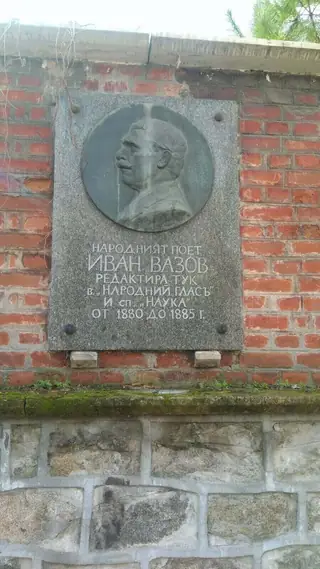 НАРОДНИЯТ ПОЕТ
ИВАН ВАЗОВ
РЕДАКТИРА ТУК
в. „НАРОДНИЙ ГЛАСЪ"
И сп. „НАУКА"
ОТ 1880 ДО 1885 Г.